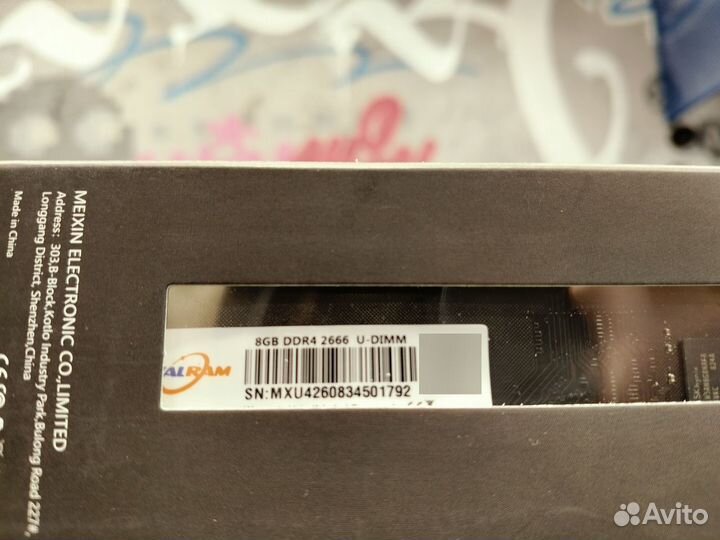 MEIXIN ELECTRONIC CO.,LIMITED
Address: 303,B-Block,Kotlo Industry Park,Bulong Road 227#,
Longgang District, Shenzhen,China
Made in China
8GB DDR4 2666 U-DIMM
ALRAM
SN:MXU4260834501792
Avito